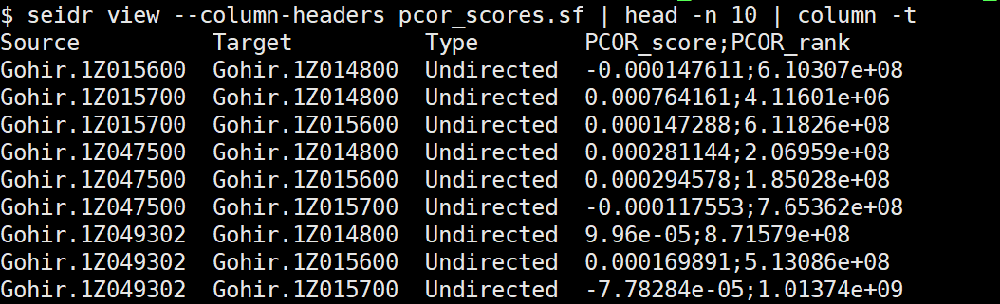 $ seidr view --column-headers pcor_scores.sf | head -n 10 | column -t
Source Target Type PCOR_score;PCOR_rank
Gohir.1Z015600 Gohir.1Z014800 Undirected -0.000147611;6.10307e+08
Gohir.1Z015700 Gohir.1Z014800 Undirected 0.000764161;4.11601e+06
Gohir.1Z015700 Gohir.1Z015600 Undirected 0.000147288;6.11826e+08
Gohir.1Z047500 Gohir.1Z014800 Undirected 0.000281144;2.06959e+08
Gohir.1Z047500 Gohir.1Z015600 Undirected 0.000294578;1.85028e+08
Gohir.1Z047500 Gohir.1Z015700 Undirected -0.000117553;7.65362e+08
Gohir.1Z049302 Gohir.1Z014800 Undirected 9.96e-05;8.71579e+08
Gohir.1Z049302 Gohir.1Z015600 Undirected 0.000169891;5.13086e+08
Gohir.1Z049302 Gohir.1Z015700 Undirected -7.78284e-05;1.01374e+09